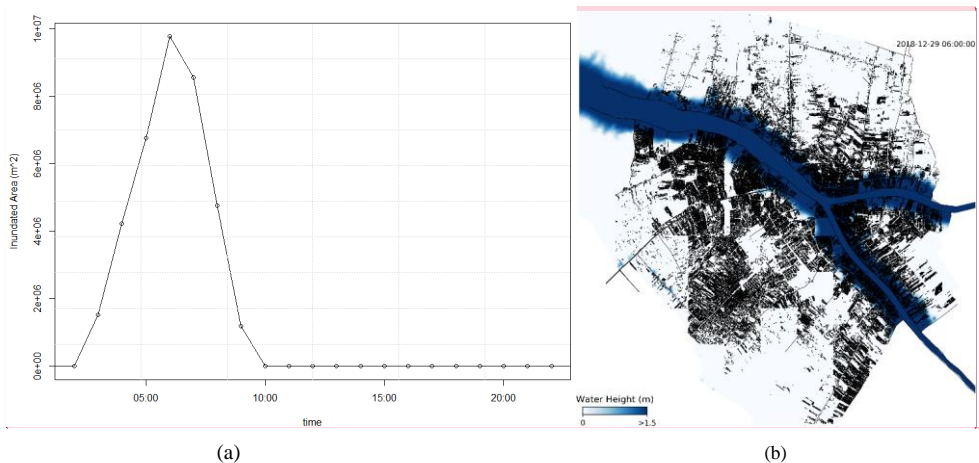 1e+07
8e+06
6e+06
4e+06
2e+06
0e+00
Inundated Area (m^2)
05:00
10:00
15:00
20:00
time
(a)
2018-12-29 06:00:00
Water Height (m)
0
>1.5
(b)